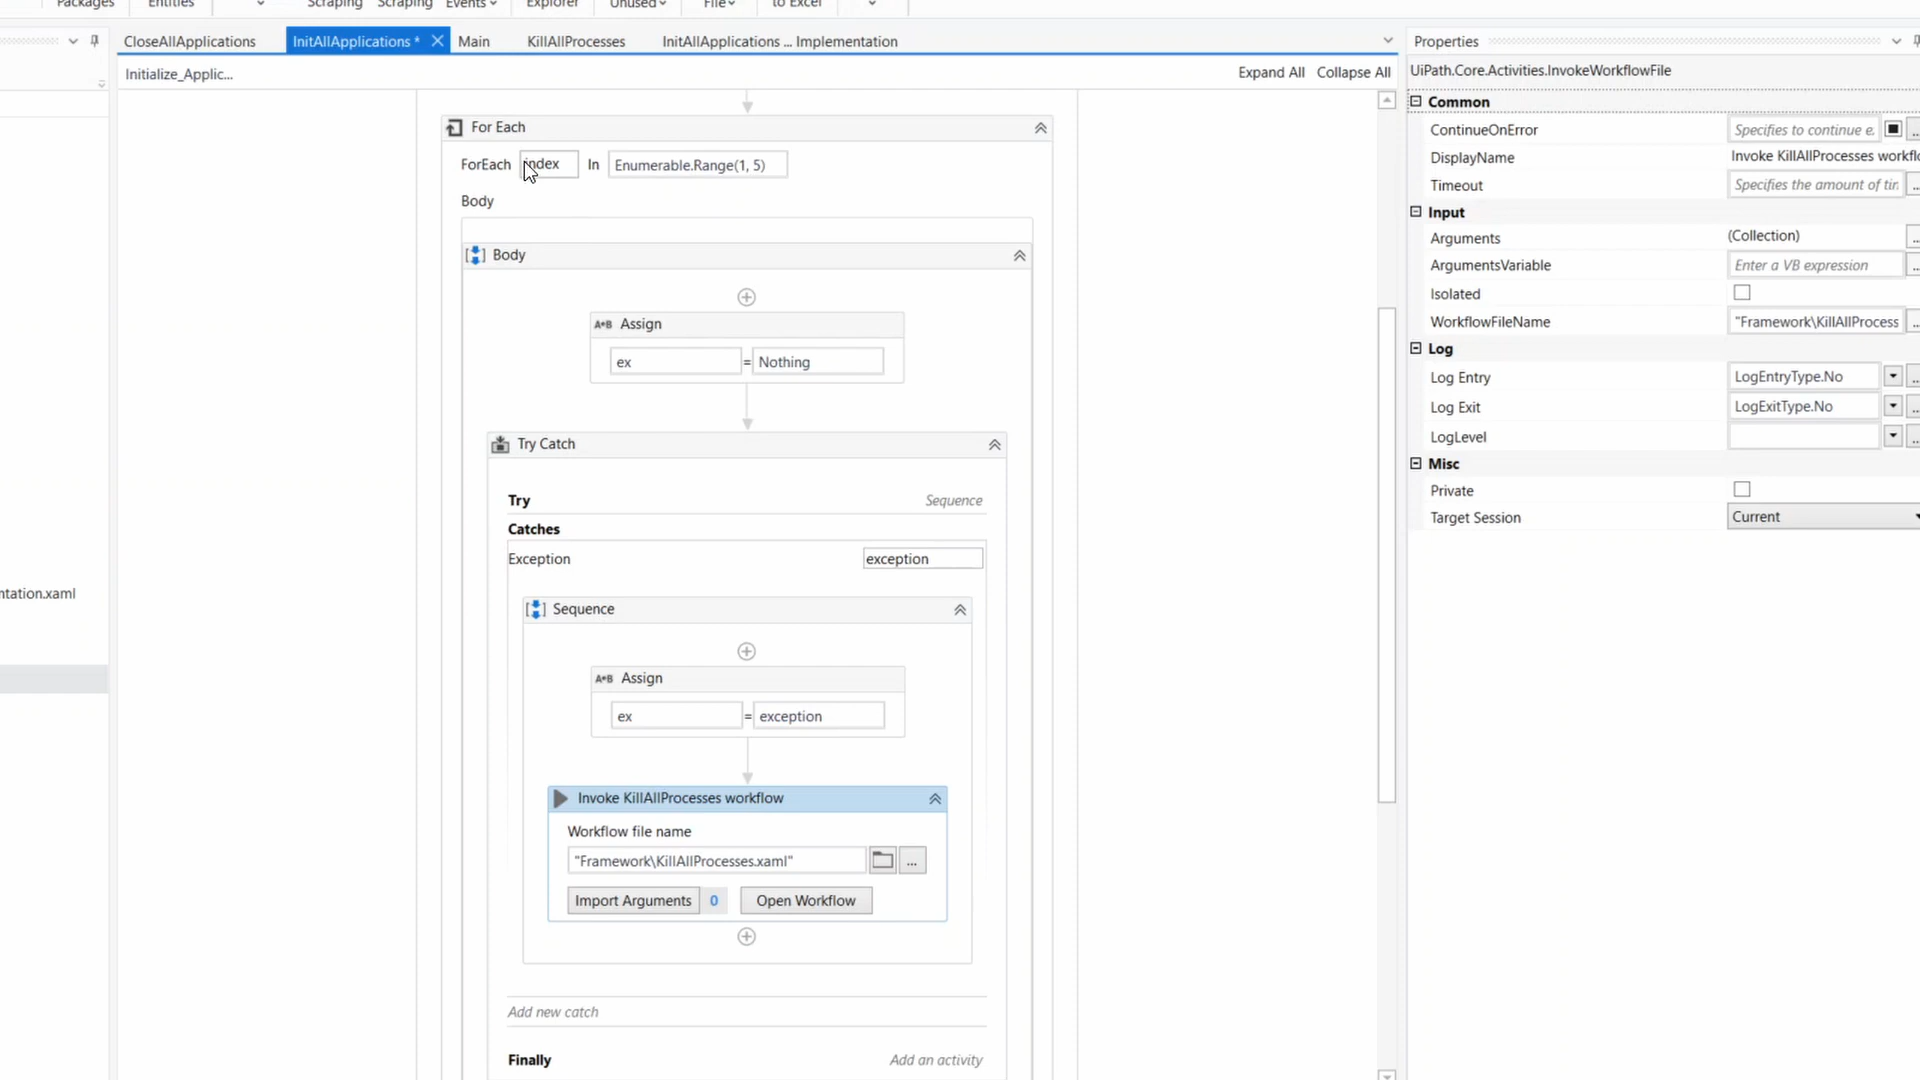 Packages Entities Scraping Scraping Events Explorer Unused File to Excel
CloseAllApplications InitAllApplications * Main KillAllProcesses InitAllApplications ... Implementation
Properties
Initialize_Applic... Expand All Collapse All
UiPath.Core.Activities.InvokeWorkflowFile
For Each
ForEach index In Enumerable.Range(1, 5)
Body
Body
Assign
ex = Nothing
Try Catch
Try Sequence
Catches
Exception exception
Sequence
Assign
ex = exception
Invoke KillAllProcesses workflow
Workflow file name
"Framework\KillAllProcesses.xaml" ...
Import Arguments 0 Open Workflow
Add new catch
Finally Add an activity
ntation.xaml
Common
ContinueOnError Specifies to continue e. ...
DisplayName Invoke KillAllProcesses workflo
Timeout Specifies the amount of tin ...
Input
Arguments (Collection) ...
ArgumentsVariable Enter a VB expression ...
Isolated
WorkflowFileName "Framework\KillAllProcess ...
Log
Log Entry LogEntryType.No ...
Log Exit LogExitType.No ...
LogLevel ...
Misc
Private
Target Session Current